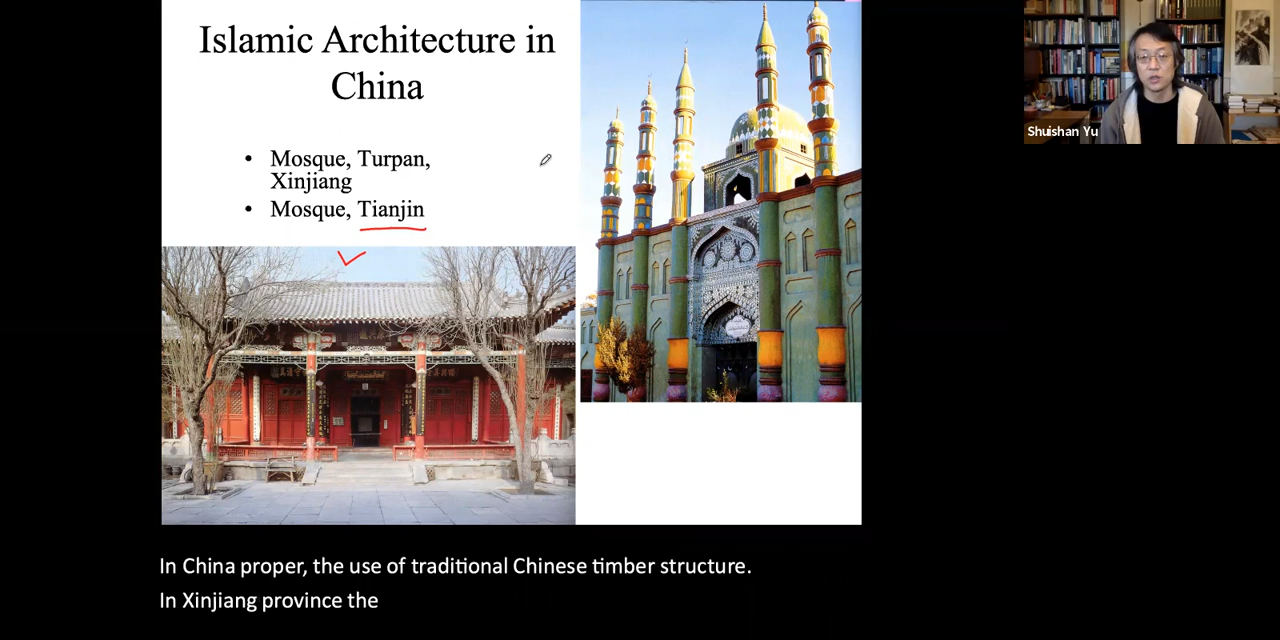 Islamic Architecture in
China
• Mosque, Turpan,
Xinjiang
• Mosque, Tianjin
Shuishan Yu
In China proper, the use of traditional Chinese timber structure.
In Xinjiang province the